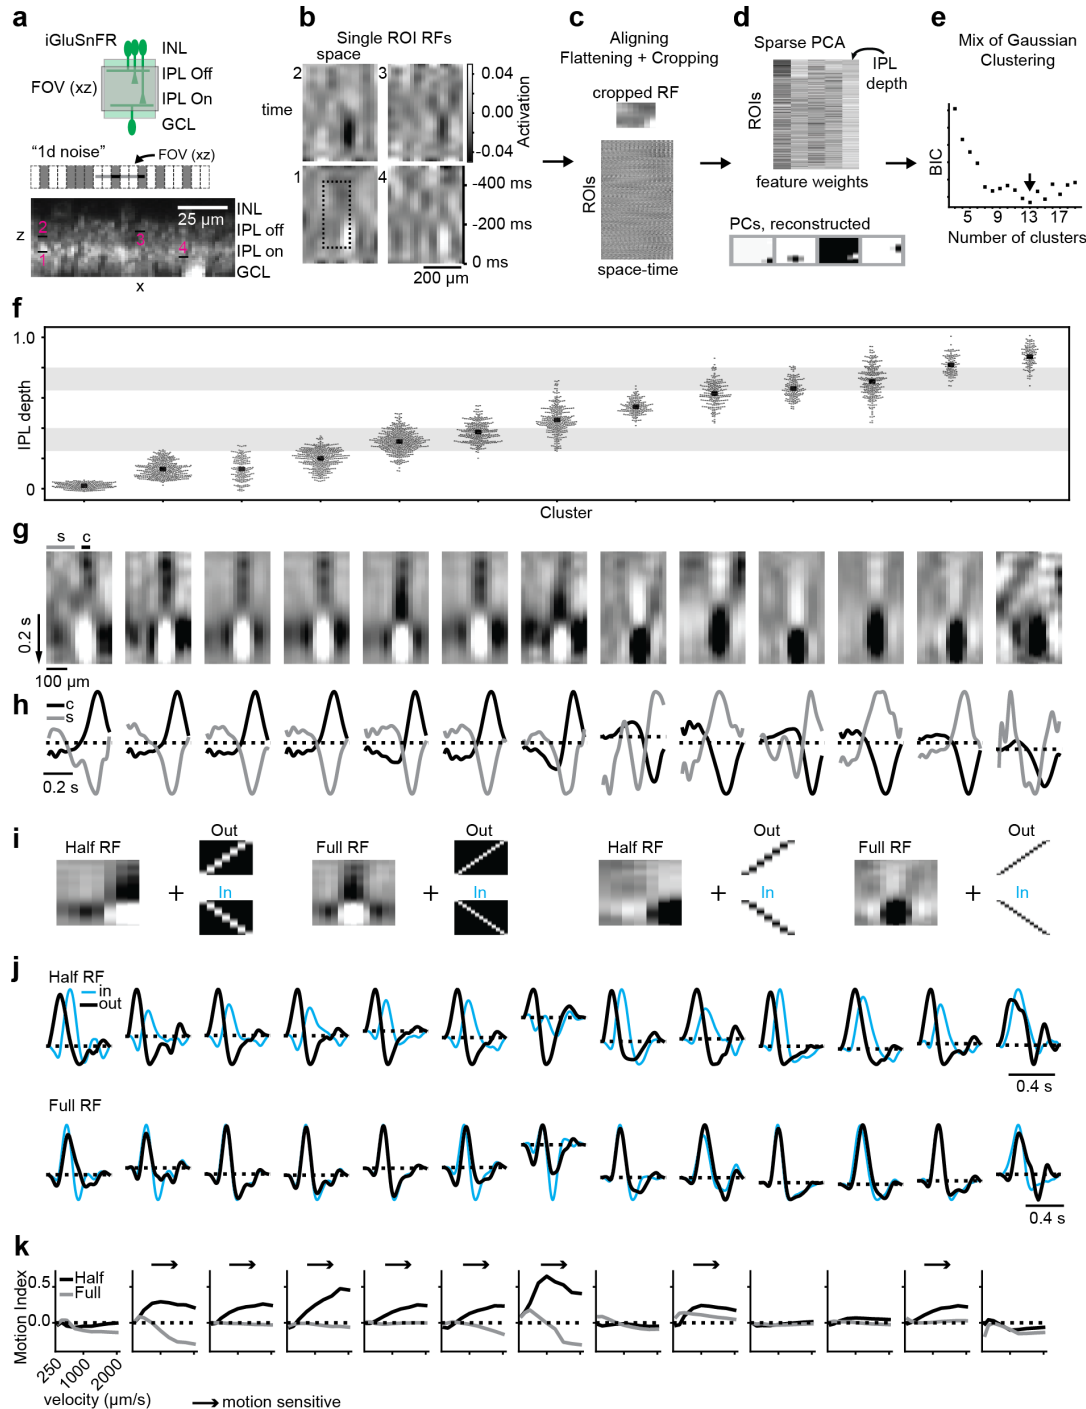 a
iGluSnFR
INL
IPL Off
FOV (xz)
IPL On
GCL
"1d noise"
FOV (xz)
25 µm
INL
IPL off
IPL on
GCL
z
x
2
1
3
4
b
Single ROI RFs
space
2
3
time
1
4
0.04
0.00
-0.04
Activation
-400 ms
-200 ms
0 ms
200 µm
c
Aligning
Flattening + Cropping
cropped RF
ROIs
space-time
d
Sparse PCA
IPL
depth
ROIs
feature weights
PCs, reconstructed
e
Mix of Gaussian
Clustering
BIC
5 9 13 17
Number of clusters
f
1.0
IPL depth
0
Cluster
g
s c
0.2 s
100 µm
h
c
s
0.2 s
i
Half RF
+
Out
In
Full RF
+
Out
In
Half RF
+
Out
In
Full RF
+
Out
In
j
Half RF
in
out
0.4 s
Full RF
0.4 s
k
Motion Index
0.5
0.0
Half
Full
250 1000 2000
velocity (µm/s)
motion sensitive